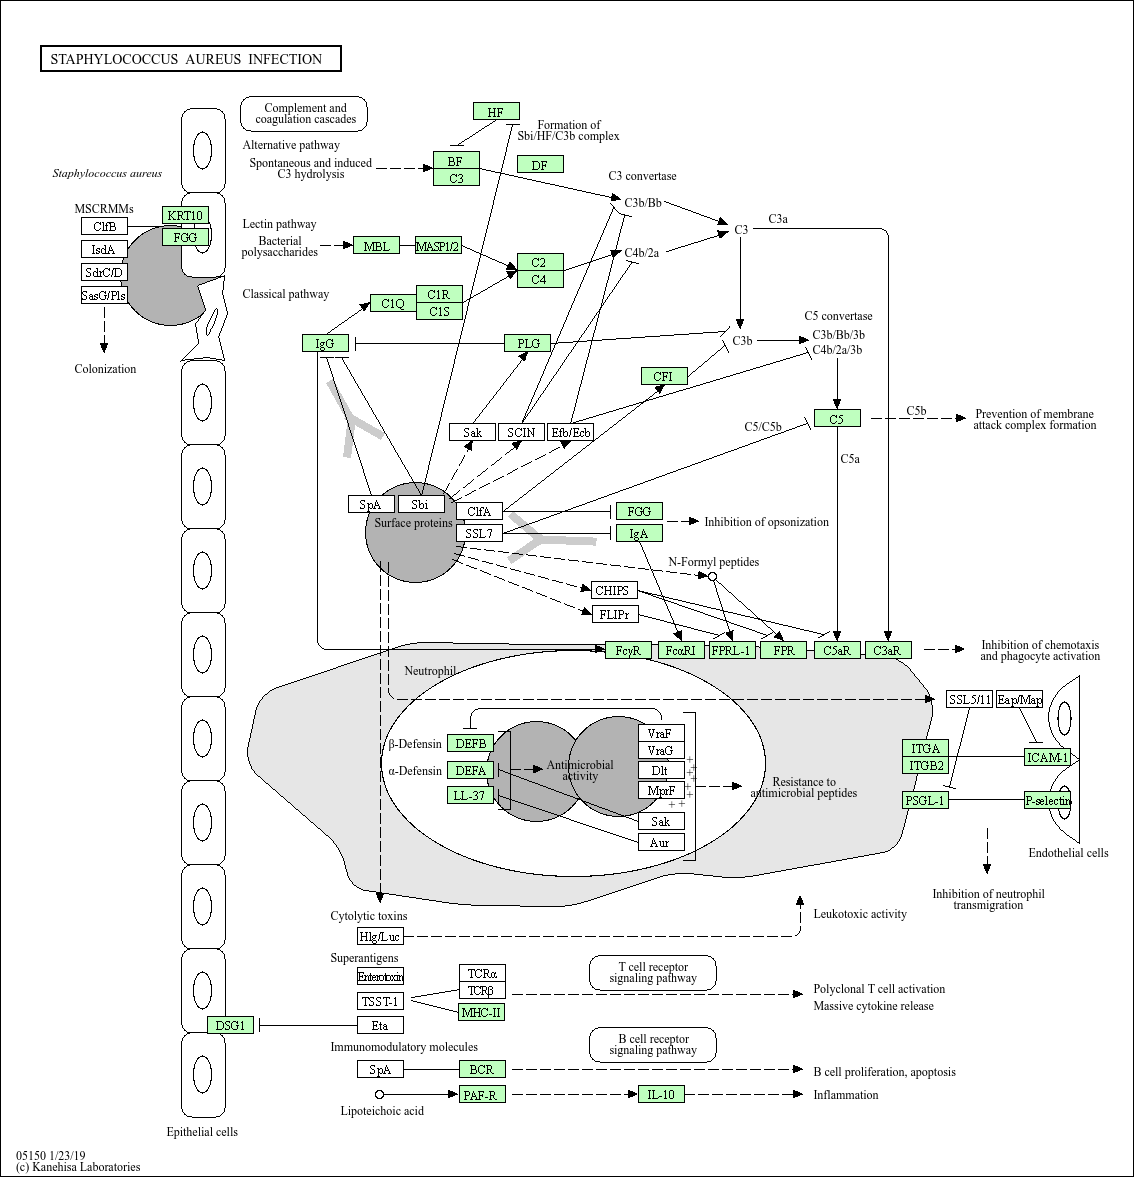 STAPHYLOCOCCUS AUREUS INFECTION
Complement and
coagulation cascades
HF
Formation of
Sbi/HF/C3b complex
Alternative pathway
Spontaneous and induced
C3 hydrolysis
BF
C3
DF
C3 convertase
C3b/Bb
Staphylococcus aureus
MSCRMMs
ClfB
IsdA
SdrC/D
SasG/Pls
KRT10
FGG
Colonization
Lectin pathway
Bacterial
polysaccharides
MBL
MASP1/2
C2
C4
C4b/2a
C3
C3a
Classical pathway
C1Q
C1R
C1S
IgG
PLG
C3b
C5 convertase
C3b/Bb/3b
C4b/2a/3b
CFI
C5
C5b
Prevention of membrane
attack complex formation
C5/C5b
C5a
Sak
SCIN
Efb/Ecb
SpA
Sbi
Surface proteins
ClfA
SSL7
FGG
IgA
Inhibition of opsonization
N-Formyl peptides
CHIPS
FLIPr
FcγR
FcαRI
FPRL-1
FPR
C5aR
C3aR
Inhibition of chemotaxis
and phagocyte activation
Neutrophil
SSL5/11
Eap/Map
β-Defensin
DEFB
α-Defensin
DEFA
LL-37
Antimicrobial
activity
VraF
VraG
Dlt
MprF
+
+
+
+
+
+ +
Sak
Aur
Resistance to
antimicrobial peptides
ITGA
ITGB2
ICAM-1
PSGL-1
P-selectin
Endothelial cells
Inhibition of neutrophil
transmigration
Cytolytic toxins
Hlg/Luc
Leukotoxic activity
Superantigens
Enterotoxin
TSST-1
Eta
TCRα
TCRβ
MHC-II
T cell receptor
signaling pathway
Polyclonal T cell activation
Massive cytokine release
DSG1
Immunomodulatory molecules
SpA
BCR
B cell receptor
signaling pathway
B cell proliferation, apoptosis
Lipoteichoic acid
PAF-R
IL-10
Inflammation
Epithelial cells
05150 1/23/19
(c) Kanehisa Laboratories